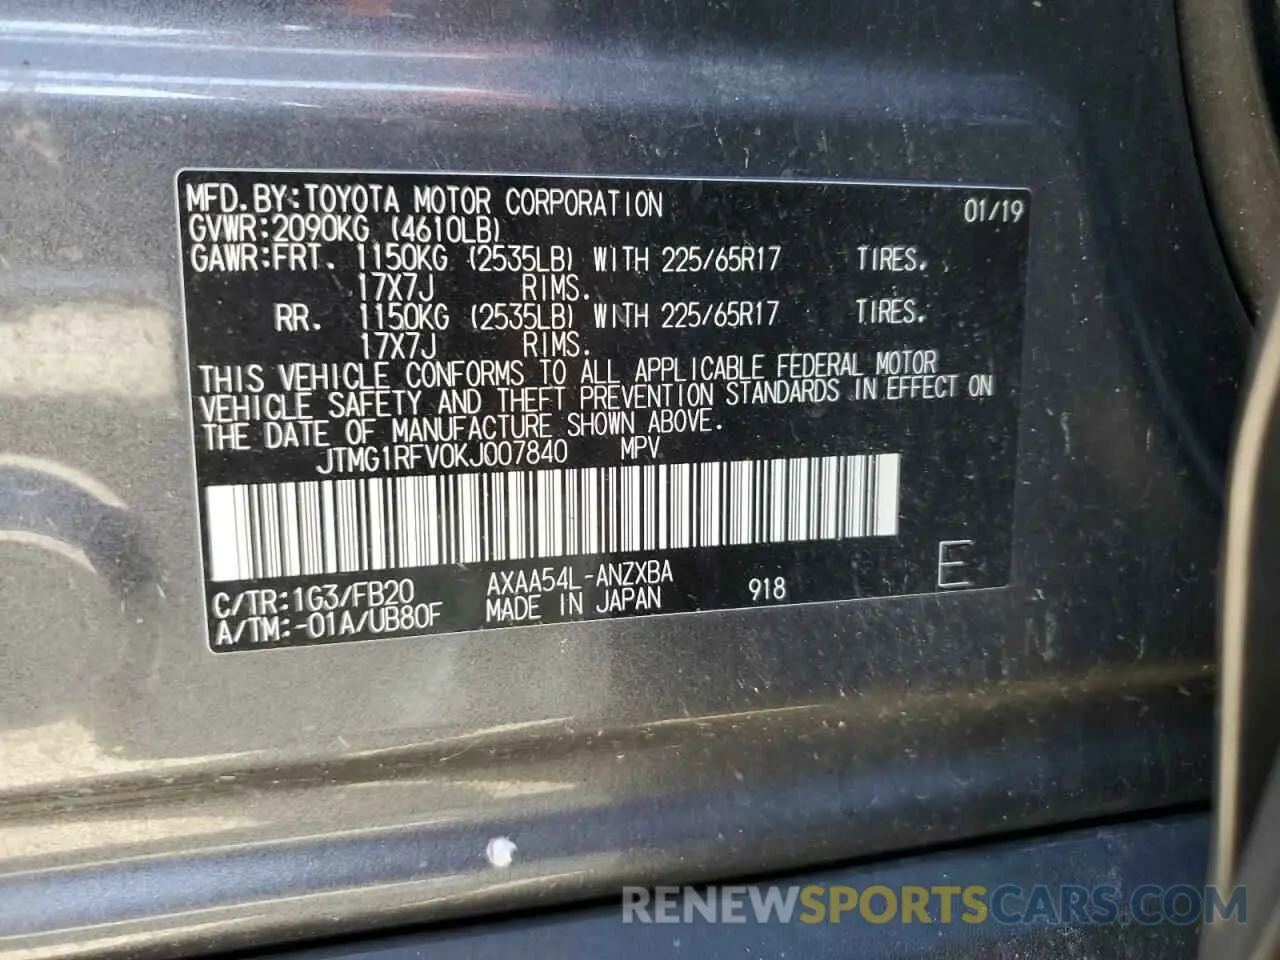 MFD.BY:TOYOTA MOTOR CORPORATION 01/19
GVWR:2090KG (4610LB)
GAWR:FRT. 1150KG (2535LB) WITH 225/65R17 TIRES.
17X7J RIMS.
RR. 1150KG (2535LB) WITH 225/65R17 TIRES.
17X7J RIMS.
THIS VEHICLE CONFORMS TO ALL APPLICABLE FEDERAL MOTOR
VEHICLE SAFETY AND THEFT PREVENTION STANDARDS IN EFFECT ON
THE DATE OF MANUFACTURE SHOWN ABOVE.
JTMG1RFV0KJ007840 MPV
C/TR:1G3/FB20 AXAA54L-ANZXBA 918 E
A/TM:-01A/UB80F MADE IN JAPAN
RENEWSPORTSCARS.COM